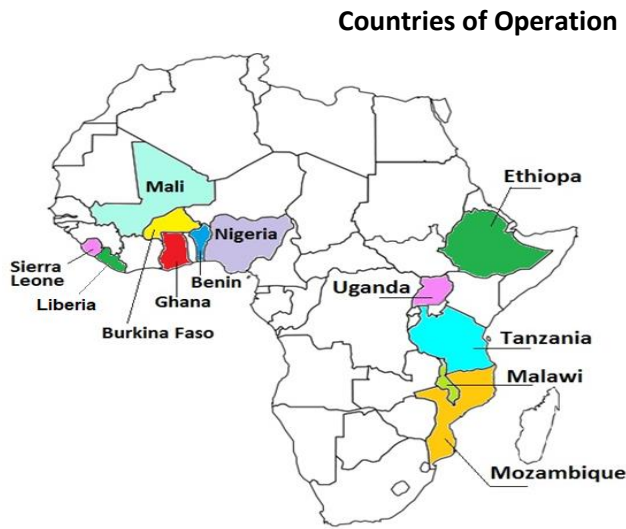 Countries of Operation
Ethiopa
Mali
Nigeria
Sierra
Leone
Benin
Uganda
Liberia
Ghana
Burkina Faso
Tanzania
Malawi
Mozambique